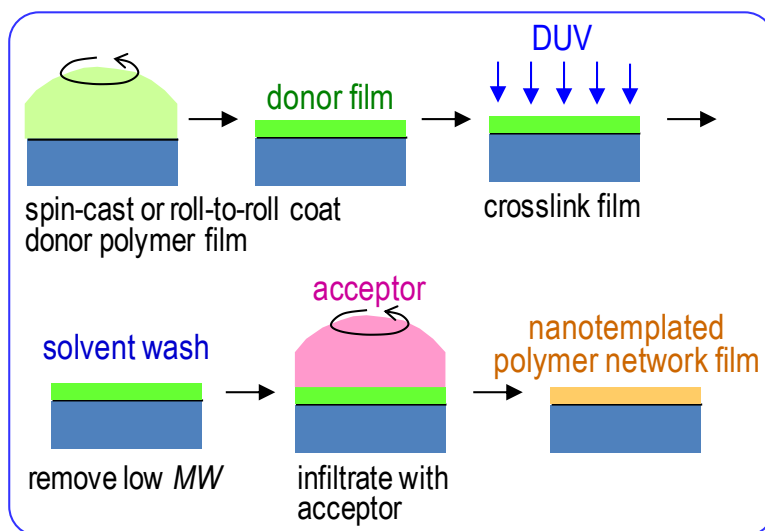 DUV
donor film
spin-cast or roll-to-roll coat
donor polymer film
crosslink film
solvent wash
remove low MW
acceptor
infiltrate with
acceptor
nanotemplated
polymer network film